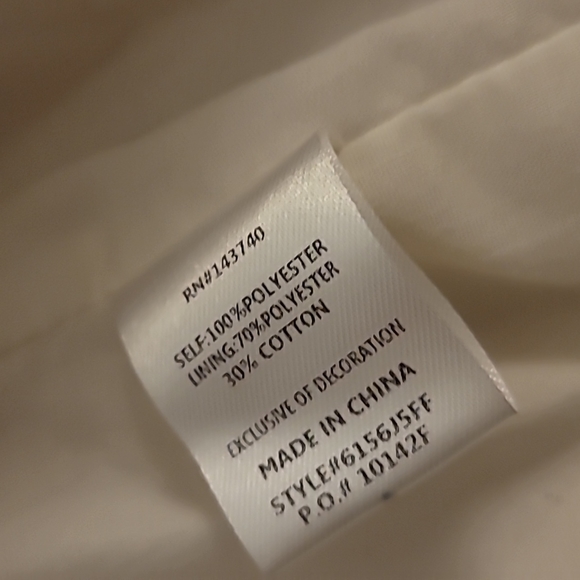 RN#143740
SELF:100%POLYESTER
LINING:70%POLYESTER
30% COTTON
EXCLUSIVE OF DECORATION
MADE IN CHINA
STYLE#6156J5FF
P.O.# 10142F